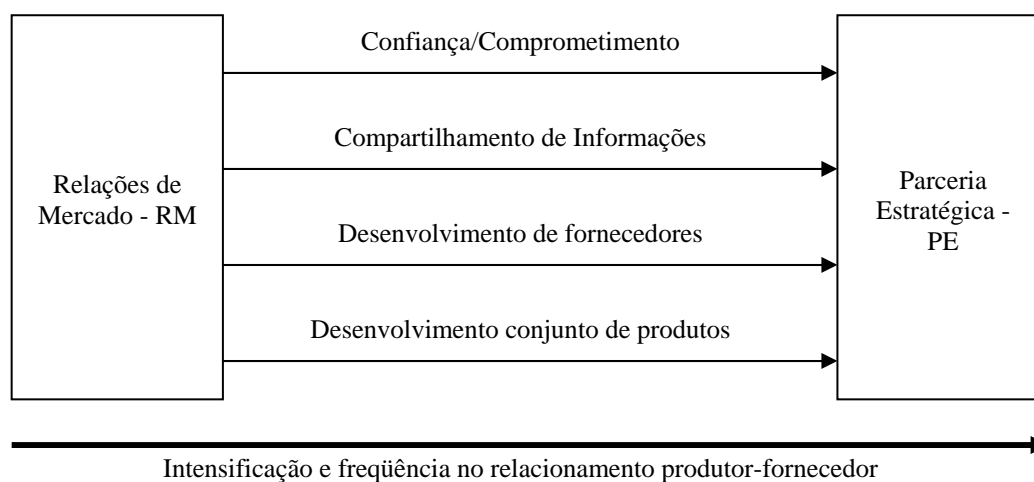 Confiança/Comprometimento
Compartilhamento de Informações
Relações de
Mercado - RM
Parceria
Estratégica -
PE
Desenvolvimento de fornecedores
Desenvolvimento conjunto de produtos
Intensificação e freqüência no relacionamento produtor-fornecedor